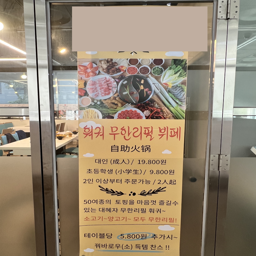 훠궈 무한리필 뷔페
自助火锅
대인 (成人) / 19.800원
초등학생 (小学生) / 9.800원
2인 이상부터 주문가능 / 2人起
50여종의 토핑을 마음껏 즐길수
있는 대혜자 무한리필 훠궈~
소고기~양고기~ 모두 무한리필!
테이블당 5,800원 추가시~
꿔바로우(소) 득템 찬스 !!